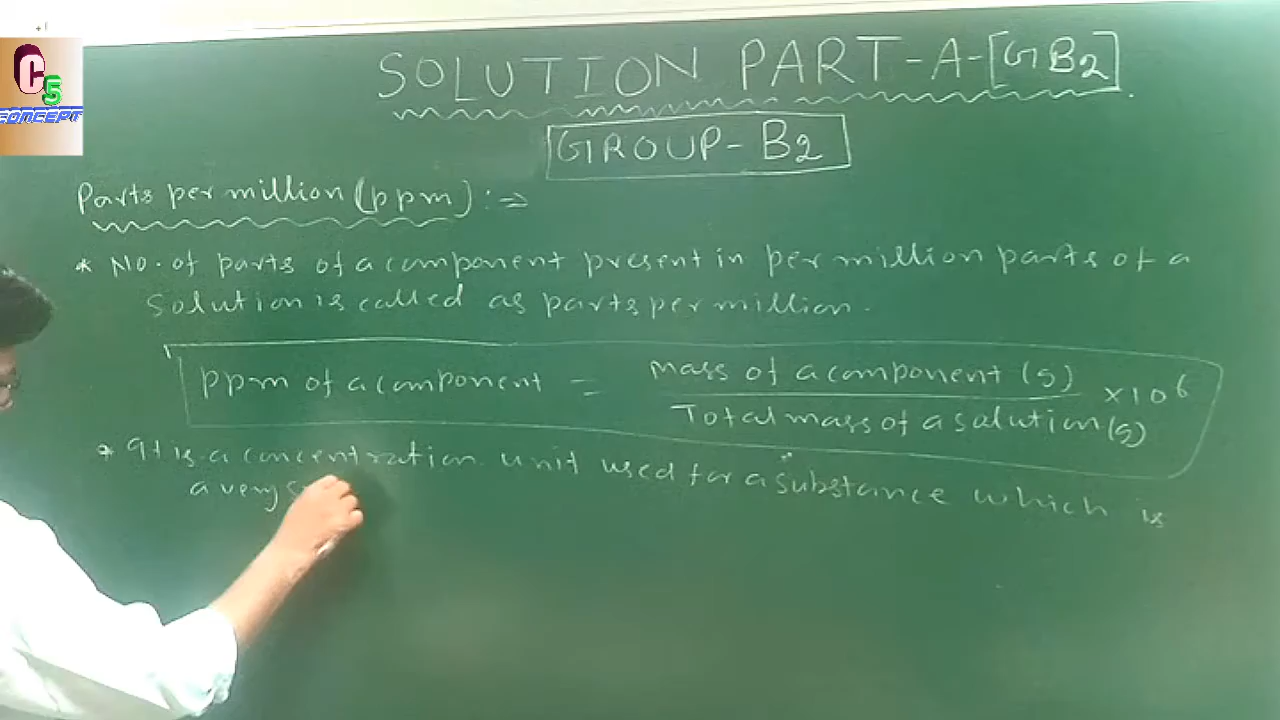 C5
CONCEPT
SOLUTION PART-A-[GB2]
GROUP-B2
Parts per million (ppm) :->
* No. of parts of a component present in per million parts of a
solution is called as parts per million.
ppm of a component = mass of a component (g) / Total mass of a solution (g) ×10^6
* It is a concentration unit used for a substance which is
a very